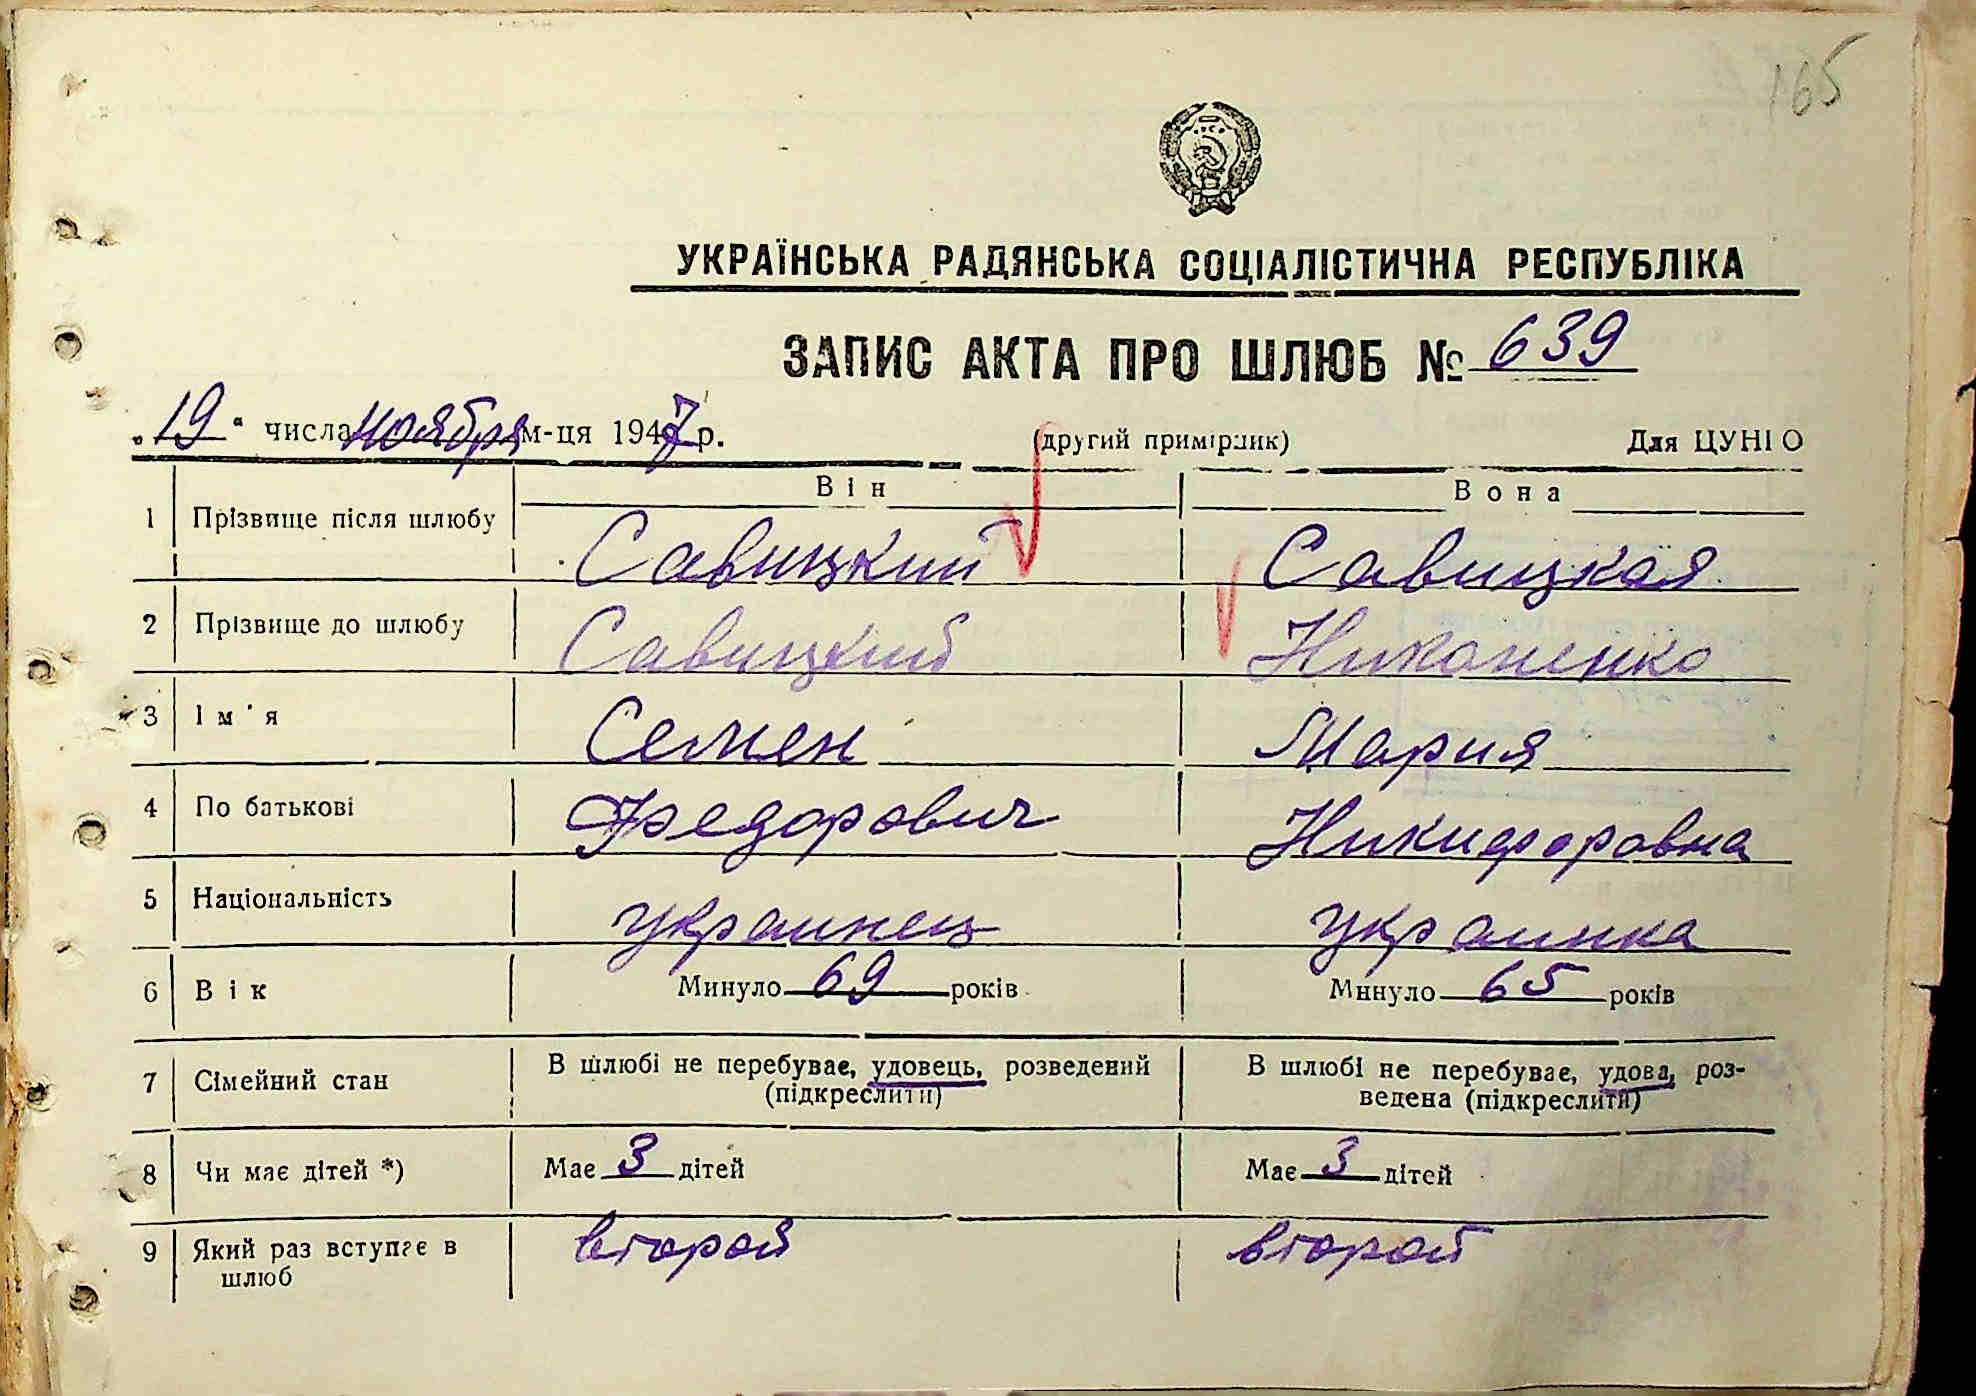 165
УКРАЇНСЬКА РАДЯНСЬКА СОЦІАЛІСТИЧНА РЕСПУБЛІКА
ЗАПИС АКТА ПРО ШЛЮБ № 639
„19" числа ноября м-ця 1947 р. (другий примірник) Для ЦУНГО
Він Вона
1 Прізвище після шлюбу Савицкий Савицкая
2 Прізвище до шлюбу Савицкий Никоненко
3 Ім'я Семен Мария
4 По батькові Федорович Никифоровна
5 Національність украинец украинка
6 Вік Минуло 69 років Минуло 65 років
7 Сімейний стан В шлюбі не перебуває, удовець, розведений В шлюбі не перебуває, удова, роз-
(підкреслити) ведена (підкреслити)
8 Чи має дітей *) Має 3 дітей Має 3 дітей
9 Який раз вступає в второй второй
шлюб